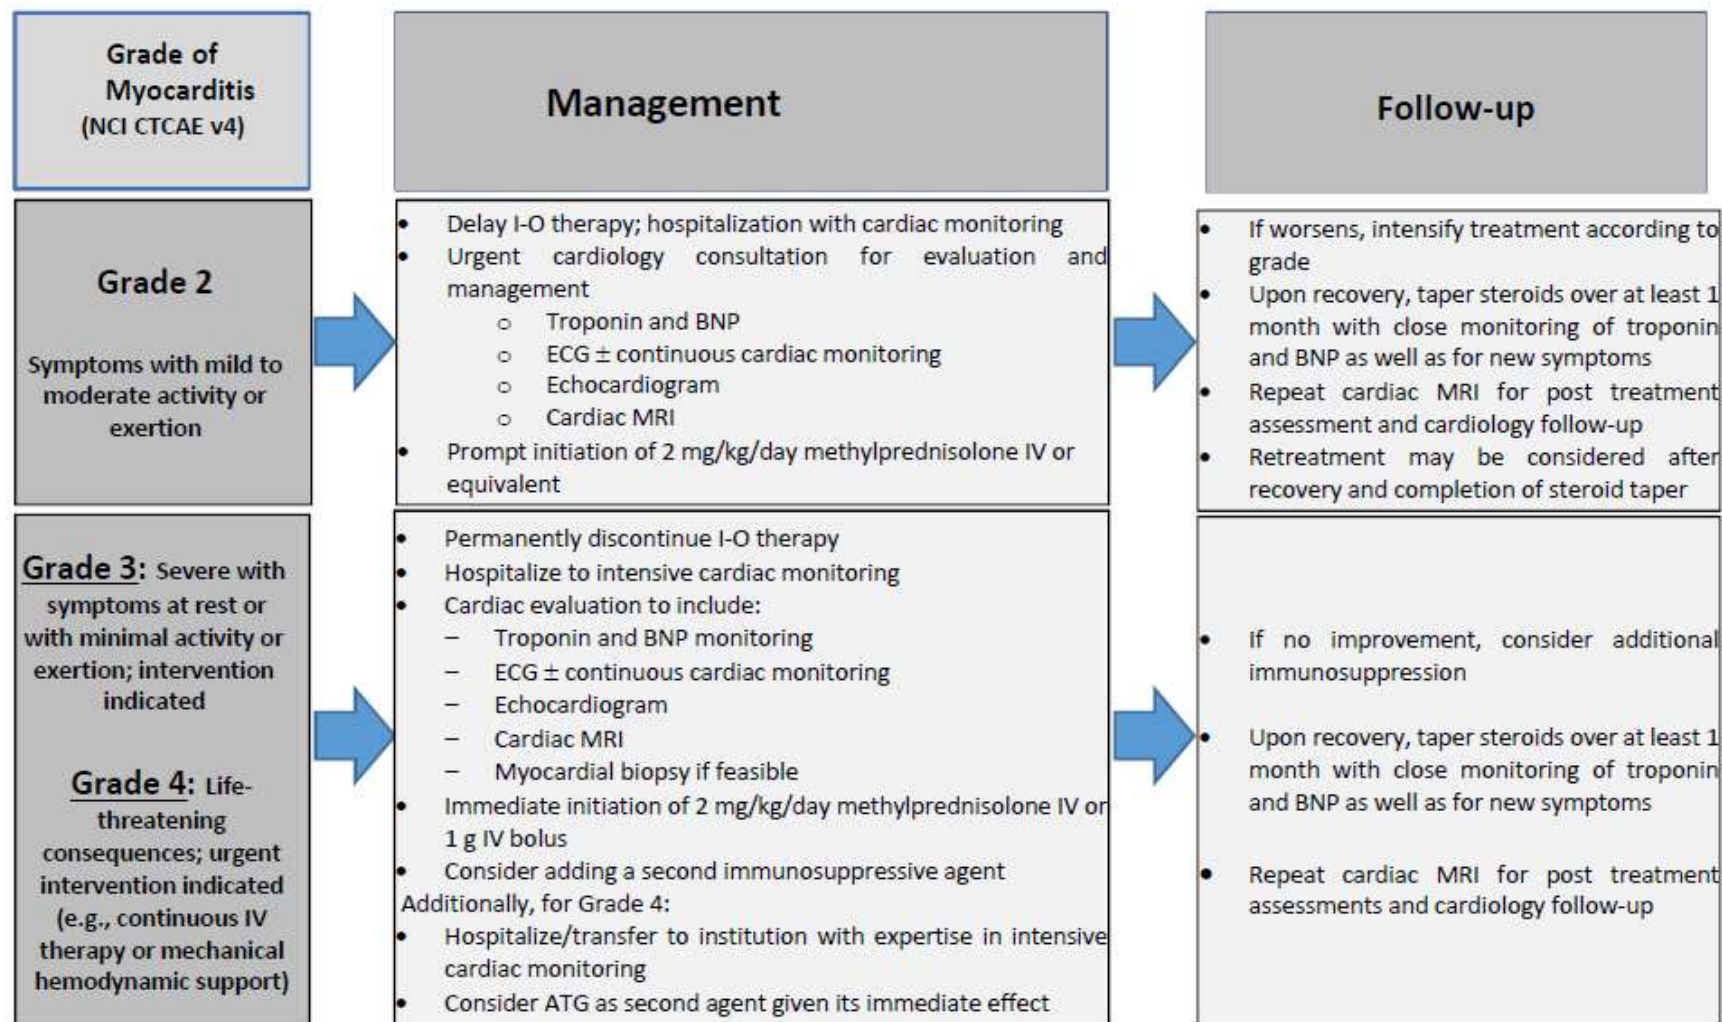 Grade of
Myocarditis
(NCI CTCAE v4)
Management
Follow-up
Grade 2
Symptoms with mild to
moderate activity or
exertion
• Delay I-O therapy; hospitalization with cardiac monitoring
• Urgent cardiology consultation for evaluation and
management
o Troponin and BNP
o ECG ± continuous cardiac monitoring
o Echocardiogram
o Cardiac MRI
• Prompt initiation of 2 mg/kg/day methylprednisolone IV or
equivalent
• If worsens, intensify treatment according to
grade
• Upon recovery, taper steroids over at least 1
month with close monitoring of troponin
and BNP as well as for new symptoms
• Repeat cardiac MRI for post treatment
assessment and cardiology follow-up
• Retreatment may be considered after
recovery and completion of steroid taper
Grade 3: Severe with
symptoms at rest or
with minimal activity or
exertion; intervention
indicated
Grade 4: Life-
threatening
consequences; urgent
intervention indicated
(e.g., continuous IV
therapy or mechanical
hemodynamic support)
• Permanently discontinue I-O therapy
• Hospitalize to intensive cardiac monitoring
• Cardiac evaluation to include:
– Troponin and BNP monitoring
– ECG ± continuous cardiac monitoring
– Echocardiogram
– Cardiac MRI
– Myocardial biopsy if feasible
• Immediate initiation of 2 mg/kg/day methylprednisolone IV or
1 g IV bolus
• Consider adding a second immunosuppressive agent
Additionally, for Grade 4:
• Hospitalize/transfer to institution with expertise in intensive
cardiac monitoring
• Consider ATG as second agent given its immediate effect
• If no improvement, consider additional
immunosuppression
• Upon recovery, taper steroids over at least 1
month with close monitoring of troponin
and BNP as well as for new symptoms
• Repeat cardiac MRI for post treatment
assessments and cardiology follow-up